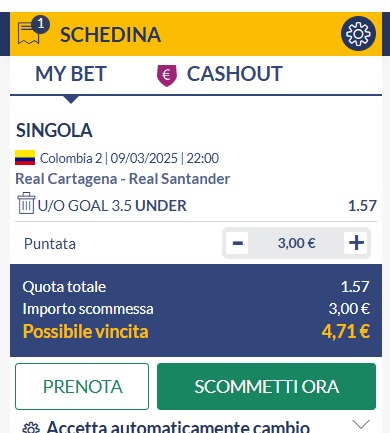 1
SCHEDINA
MY BET € CASHOUT
SINGOLA
Colombia 2 | 09/03/2025 | 22:00
Real Cartagena - Real Santander
U/O GOAL 3.5 UNDER 1.57
Puntata - 3,00 € +
Quota totale 1.57
Importo scommessa 3,00 €
Possibile vincita 4,71 €
PRENOTA SCOMMETTI ORA
Accetta automaticamente cambio